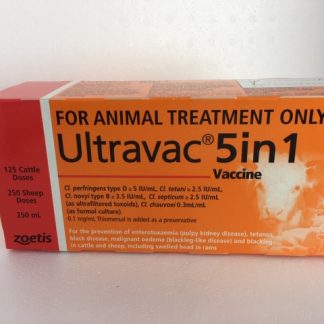 FOR ANIMAL TREATMENT ONLY
Ultravac® 5in1
Vaccine
125 Cattle
Doses
250 Sheep
Doses
250 mL
zoetis
Cl. perfringens type D = 5 IU/mL, Cl. tetani = 2.5 IU/mL,
Cl. novyi type B = 3.5 IU/mL, Cl. septicum = 2.5 IU/mL
(as ultrafiltered toxoids), Cl. chauvoei 0.3mL/mL
(as formol culture)
0.1 mg/mL Thiomersal is added as a preservative
For the prevention of enterotoxaemia (pulpy kidney disease), tetanus,
black disease, malignant oedema (blackleg-like disease) and blackleg
in cattle and sheep, including swelled head in rams